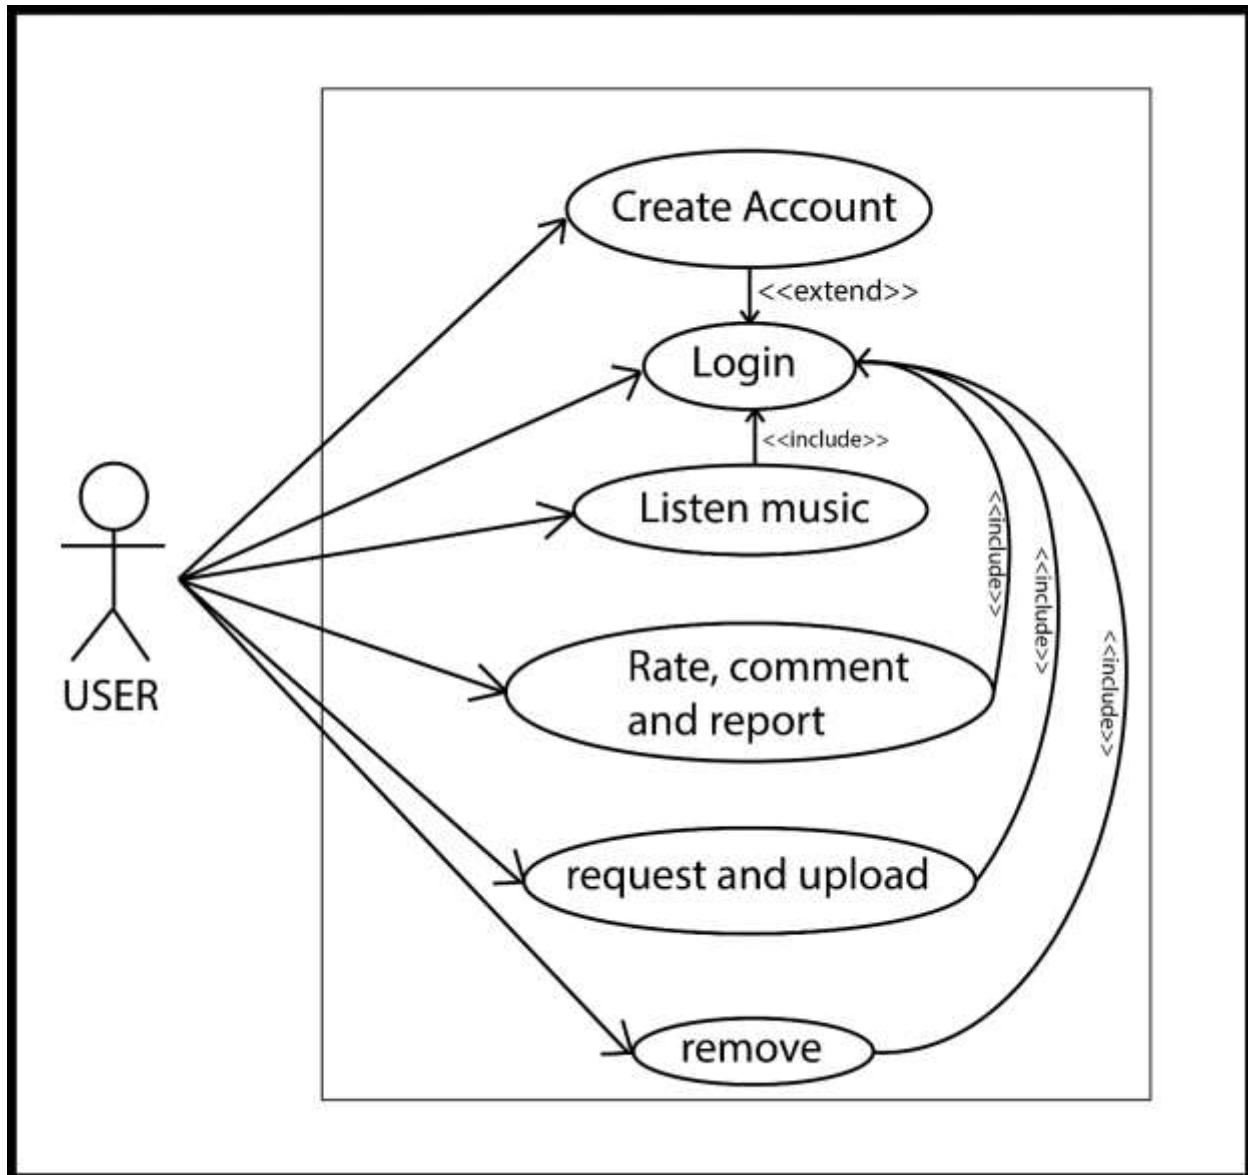 Create Account
<<extend>>
Login
<<include>>
Listen music
<<include>>
<<include>>
<<include>>
Rate, comment
and report
USER
request and upload
remove